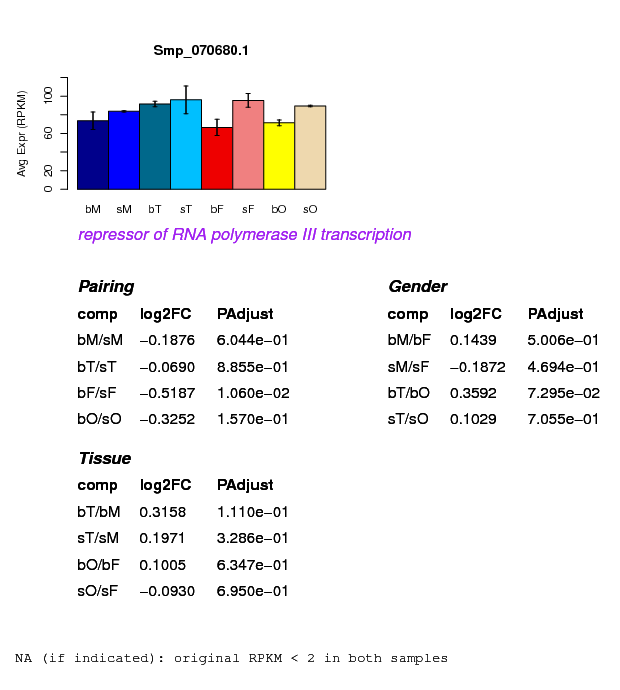 Smp_070680.1
Avg Expr (RPKM)
20 60 100
bM sM bT sT bF sF bO sO
repressor of RNA polymerase III transcription
Pairing
comp log2FC PAdjust
bM/sM −0.1876 6.044e−01
bT/sT −0.0690 8.855e−01
bF/sF −0.5187 1.060e−02
bO/sO −0.3252 1.570e−01
Gender
comp log2FC PAdjust
bM/bF 0.1439 5.006e−01
sM/sF −0.1872 4.694e−01
bT/bO 0.3592 7.295e−02
sT/sO 0.1029 7.055e−01
Tissue
comp log2FC PAdjust
bT/bM 0.3158 1.110e−01
sT/sM 0.1971 3.286e−01
bO/bF 0.1005 6.347e−01
sO/sF −0.0930 6.950e−01
NA (if indicated): original RPKM < 2 in both samples